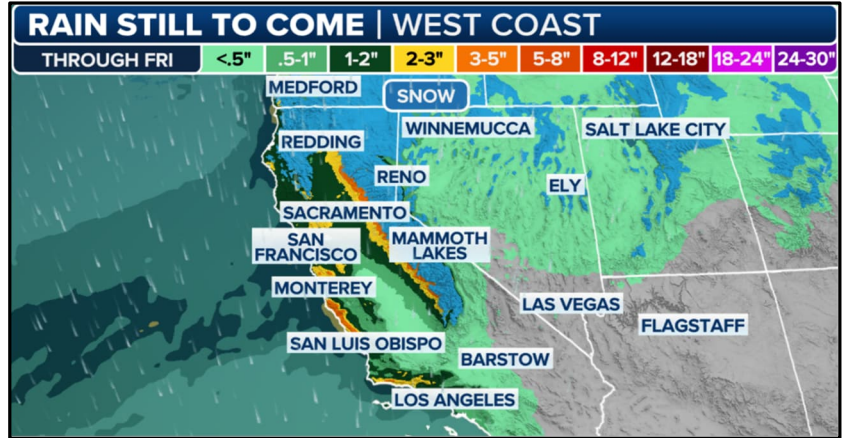 RAIN STILL TO COME | WEST COAST
THROUGH FRI <.5" .5-1" 1-2" 2-3" 3-5" 5-8" 8-12" 12-18" 18-24" 24-30"
MEDFORD
SNOW
WINNEMUCCA
SALT LAKE CITY
REDDING
RENO
ELY
SACRAMENTO
SAN
FRANCISCO
MAMMOTH
LAKES
MONTEREY
LAS VEGAS
FLAGSTAFF
SAN LUIS OBISPO
BARSTOW
LOS ANGELES